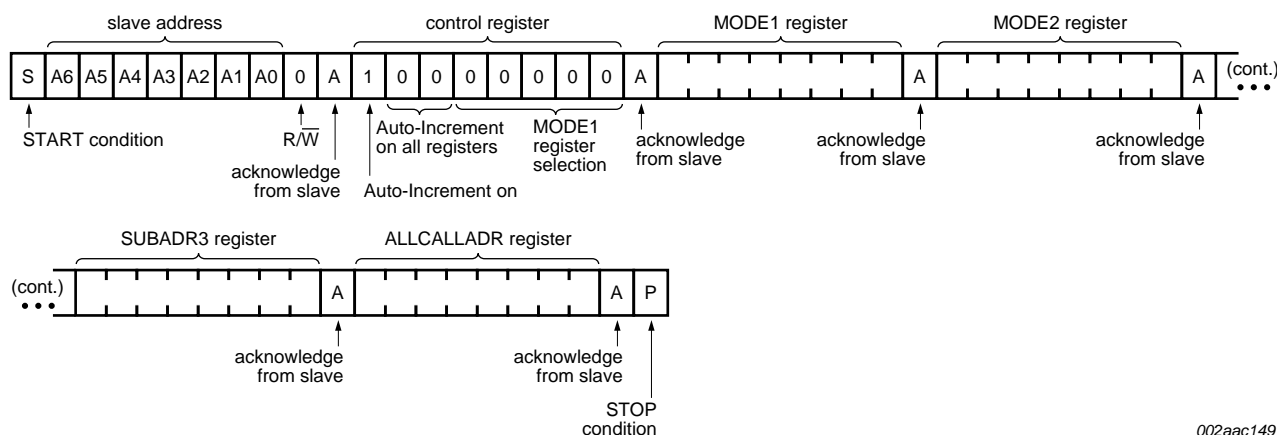 slave address control register MODE1 register MODE2 register
S A6 A5 A4 A3 A2 A1 A0 0 A 1 0 0 0 0 0 0 0 A A A (cont.)
START condition R/W̅ Auto-Increment on all registers MODE1 register selection acknowledge from slave acknowledge from slave acknowledge from slave
acknowledge from slave Auto-Increment on
SUBADR3 register ALLCALLADR register
(cont.) A A P
acknowledge from slave acknowledge from slave
STOP condition
002aac149